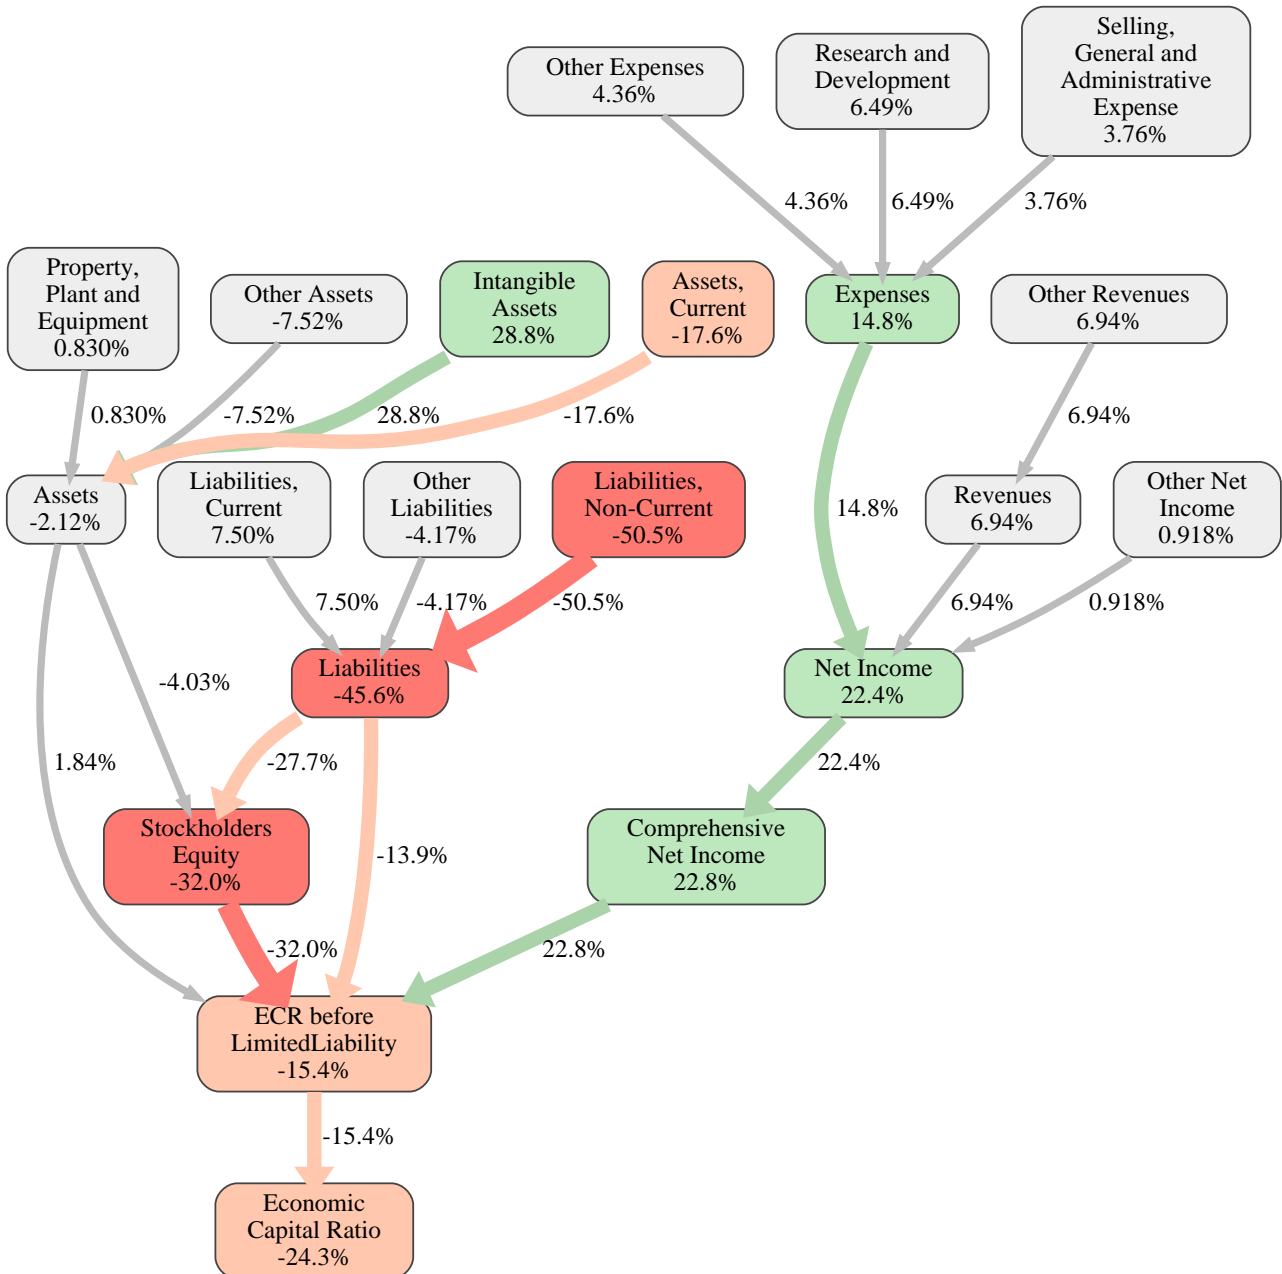 Other Expenses
4.36%
Research and
Development
6.49%
Selling,
General and
Administrative
Expense
3.76%
4.36%
6.49%
3.76%
Property,
Plant and
Equipment
0.830%
Other Assets
-7.52%
Intangible
Assets
28.8%
Assets,
Current
-17.6%
Expenses
14.8%
Other Revenues
6.94%
0.830%
-7.52%
28.8%
-17.6%
6.94%
Assets
-2.12%
Liabilities,
Current
7.50%
Other
Liabilities
-4.17%
Liabilities,
Non-Current
-50.5%
14.8%
Revenues
6.94%
Other Net
Income
0.918%
7.50%
-4.17%
-50.5%
6.94%
0.918%
Liabilities
-45.6%
Net Income
22.4%
-4.03%
1.84%
-27.7%
22.4%
Stockholders
Equity
-32.0%
-13.9%
Comprehensive
Net Income
22.8%
-32.0%
22.8%
ECR before
LimitedLiability
-15.4%
-15.4%
Economic
Capital Ratio
-24.3%